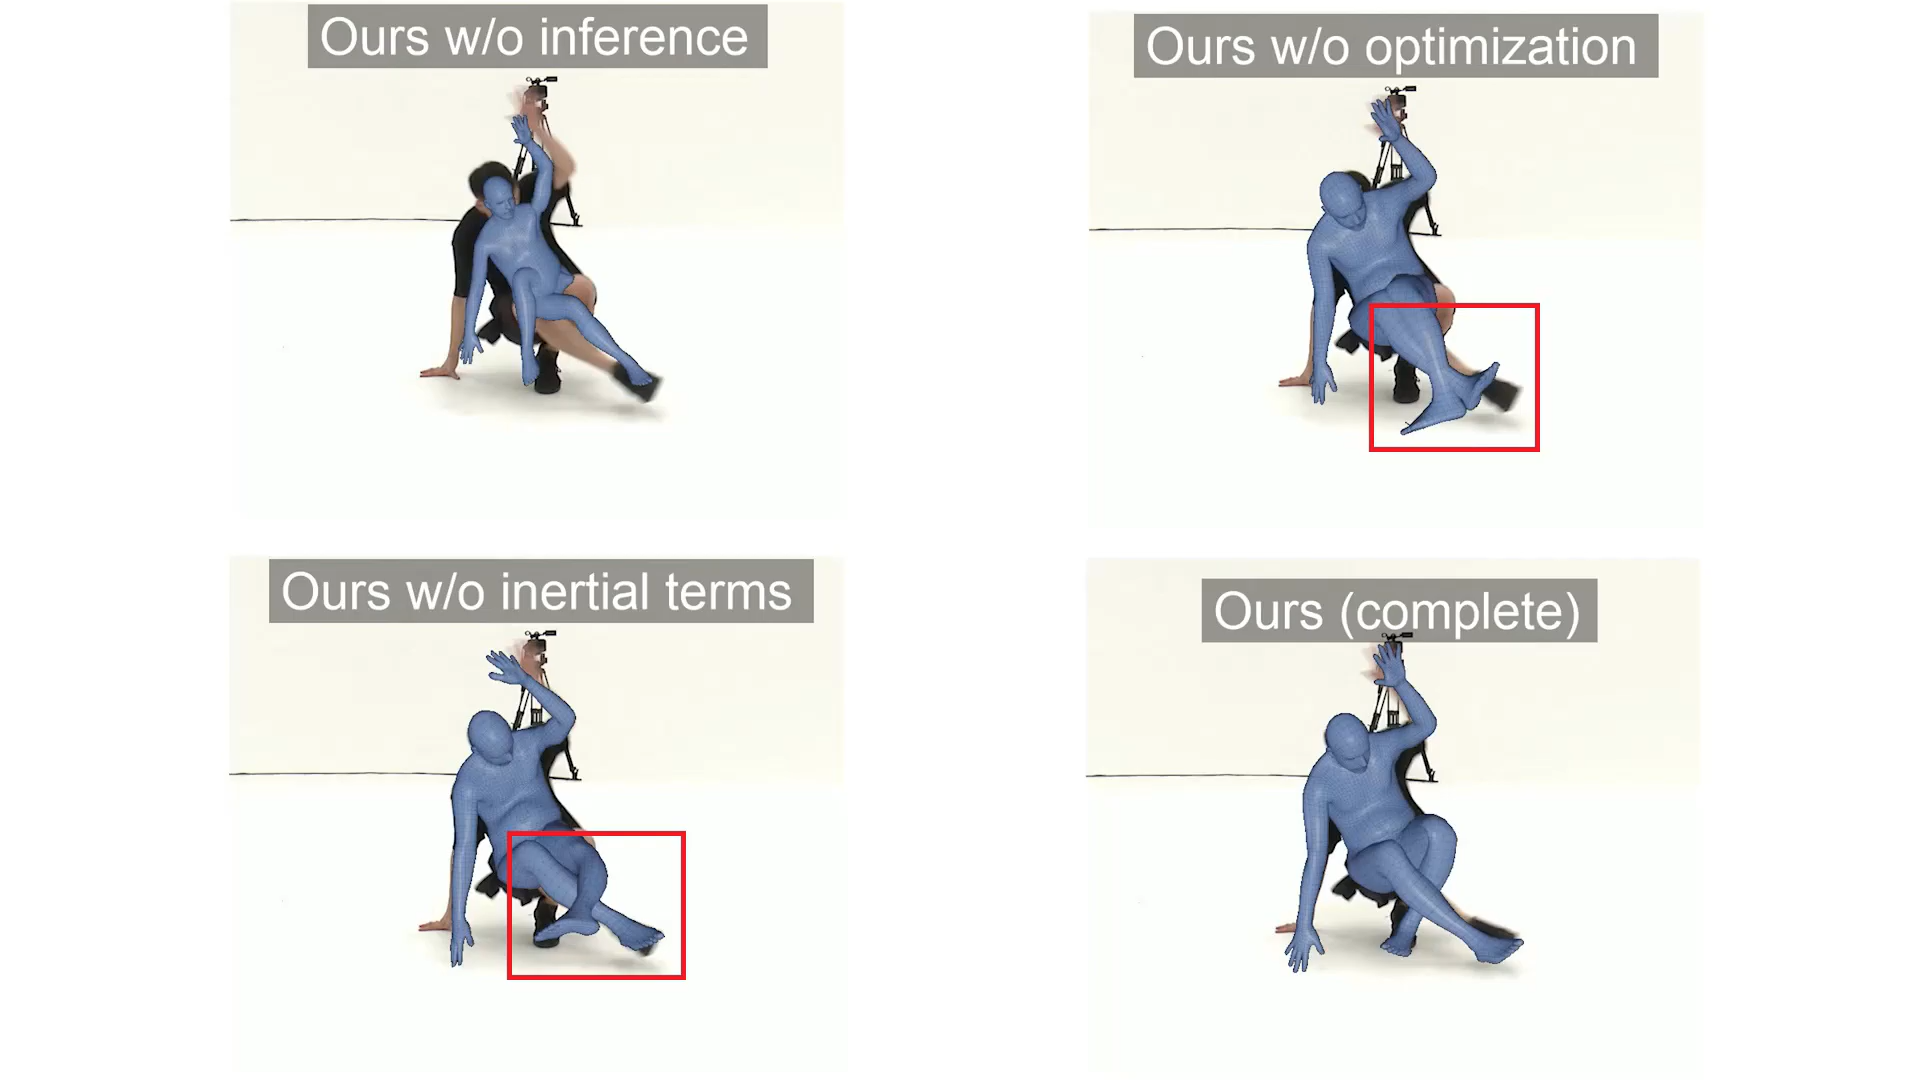 Ours w/o inference
Ours w/o optimization
Ours w/o inertial terms
Ours (complete)